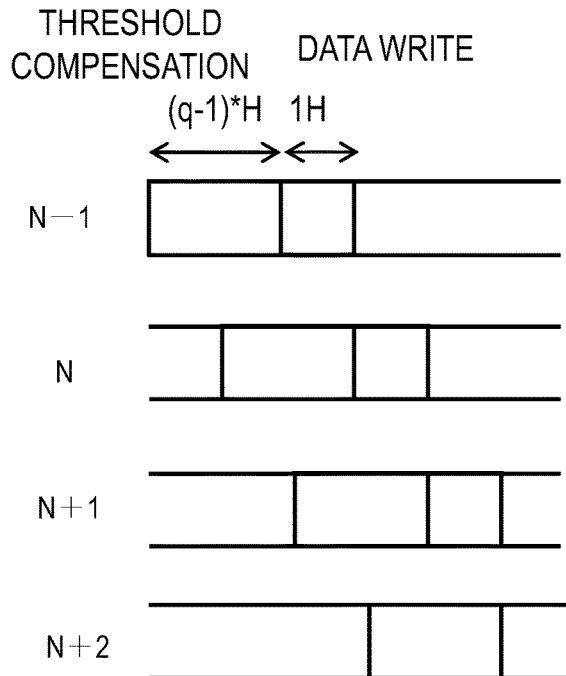 THRESHOLD
COMPENSATION
DATA WRITE
(q-1)*H
1H
N−1
N
N+1
N+2